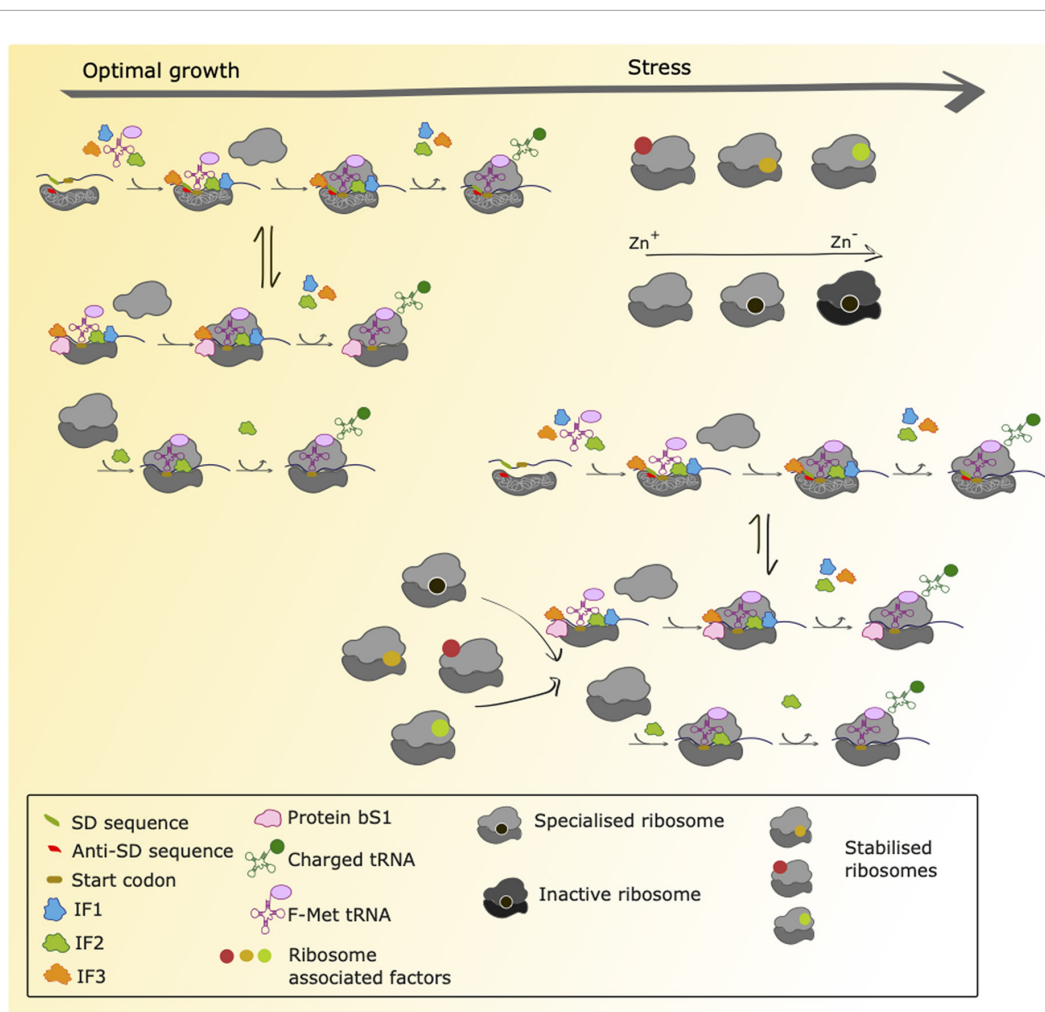 Optimal growth
Stress
Zn+
Zn-
SD sequence
Anti-SD sequence
Start codon
IF1
IF2
IF3
Protein bS1
Charged tRNA
F-Met tRNA
Ribosome
associated factors
Specialised ribosome
Inactive ribosome
Stabilised
ribosomes